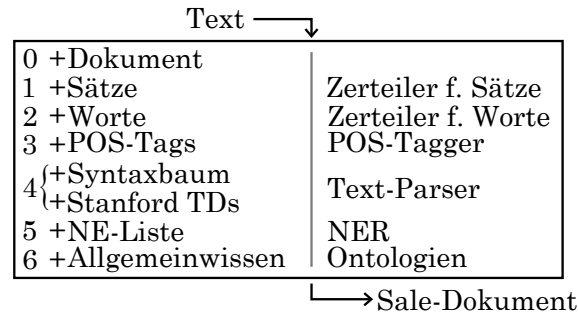 Text
0 +Dokument
1 +Sätze Zerteiler f. Sätze
2 +Worte Zerteiler f. Worte
3 +POS-Tags POS-Tagger
4 +Syntaxbaum
+Stanford TDs Text-Parser
5 +NE-Liste NER
6 +Allgemeinwissen Ontologien
Sale-Dokument